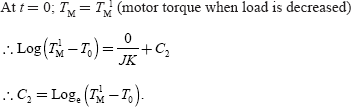 At t = 0; T_M = T_M^1 (motor torque when load is decreased)
∴ Log(T_M^1 − T_0) = 0/JK + C_2
∴ C_2 = Log_e(T_M^1 − T_0).